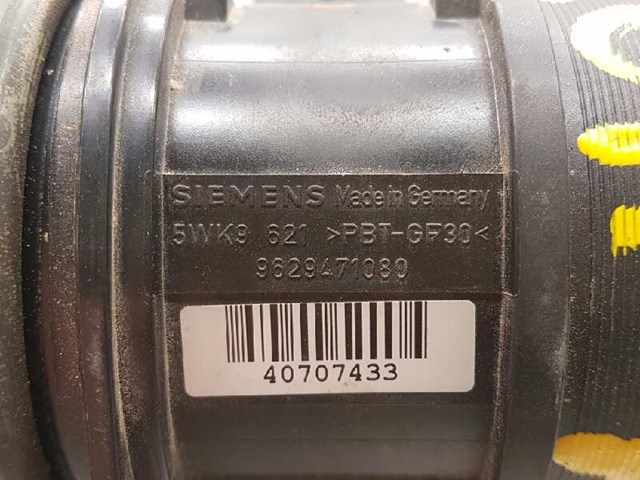 SIEMENS Made in Germany
5WK9 621 >PBT-GF30<
9629471080
40707433